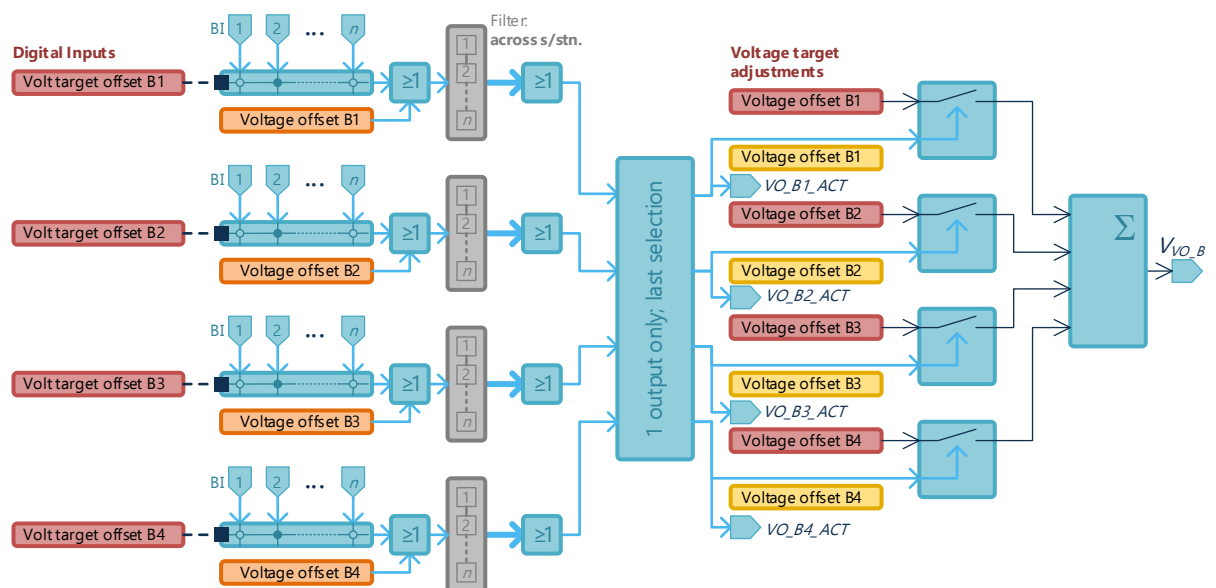 Digital Inputs
BI 1 2 ... n
Filter:
across s/stn.
Volt target offset B1
≥1
1
2
n
≥1
Voltage offset B1
BI 1 2 ... n
Volt target offset B2
≥1
1
2
n
≥1
Voltage offset B2
BI 1 2 ... n
Volt target offset B3
≥1
1
2
n
≥1
Voltage offset B3
BI 1 2 ... n
Volt target offset B4
≥1
1
2
n
≥1
Voltage offset B4
1 output only; last selection
Voltage target
adjustments
Voltage offset B1
Voltage offset B1
VO_B1_ACT
Voltage offset B2
Voltage offset B2
VO_B2_ACT
Voltage offset B3
Voltage offset B3
VO_B3_ACT
Voltage offset B4
Voltage offset B4
VO_B4_ACT
Σ
VVO_B